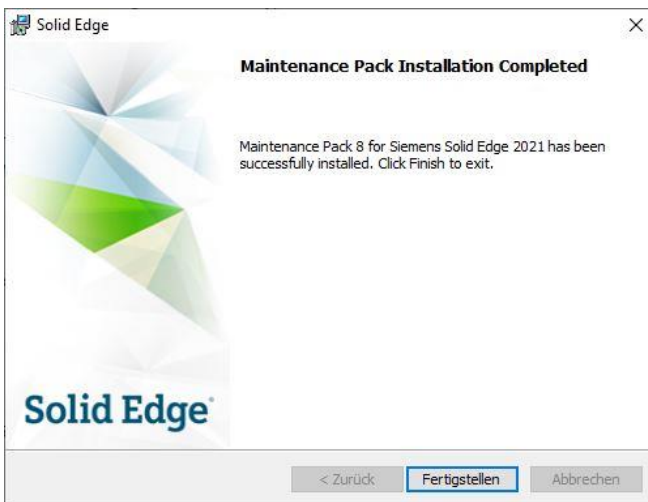 Solid Edge
Maintenance Pack Installation Completed
Maintenance Pack 8 for Siemens Solid Edge 2021 has been
successfully installed. Click Finish to exit.
Solid Edge
< Zurück Fertigstellen Abbrechen